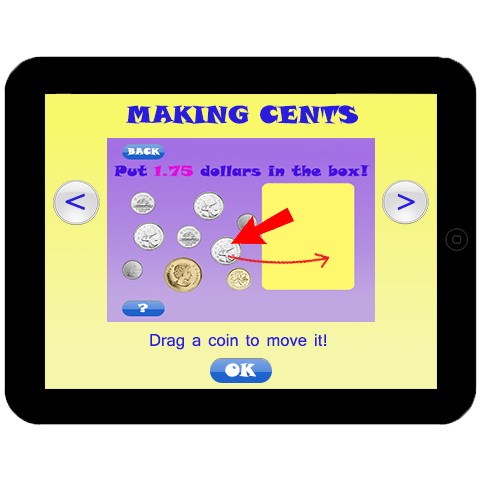 MAKING CENTS
BACK
Put 1.75 dollars in the box!
<
>
?
Drag a coin to move it!
OK